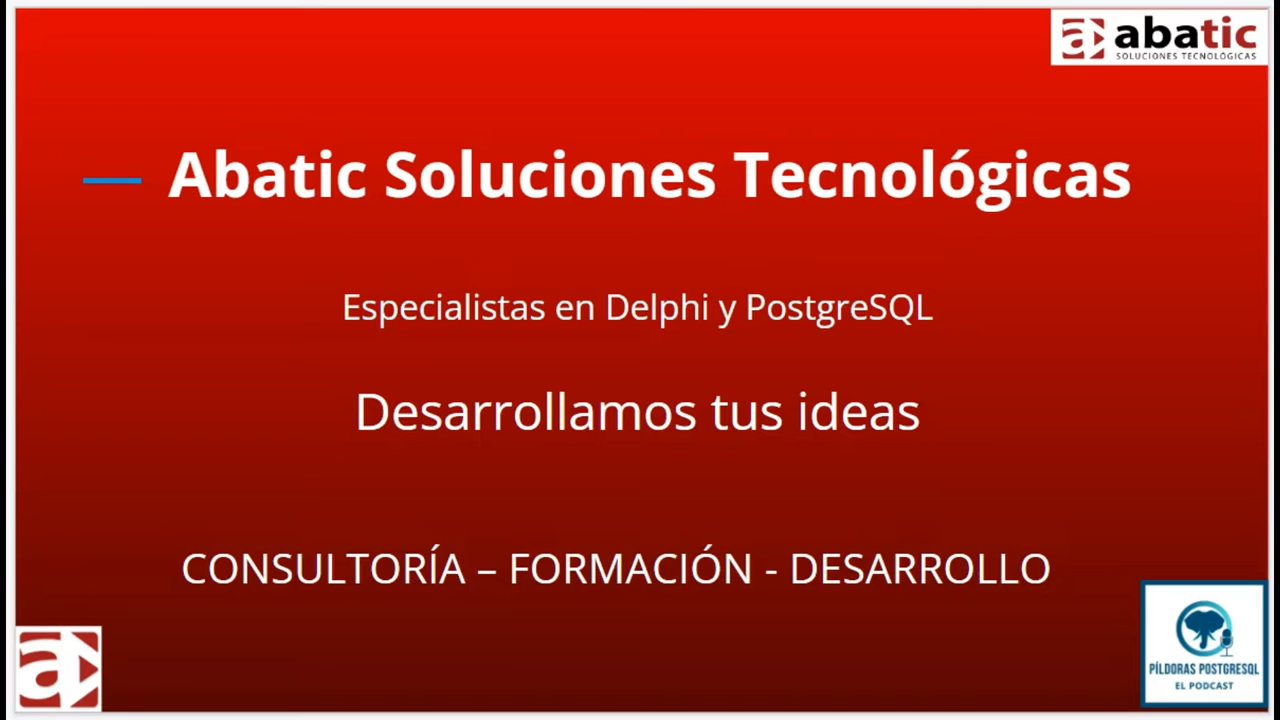 abatic
SOLUCIONES TECNOLÓGICAS
Abatic Soluciones Tecnológicas
Especialistas en Delphi y PostgreSQL
Desarrollamos tus ideas
CONSULTORÍA – FORMACIÓN - DESARROLLO
PÍLDORAS POSTGRESQL
EL PODCAST